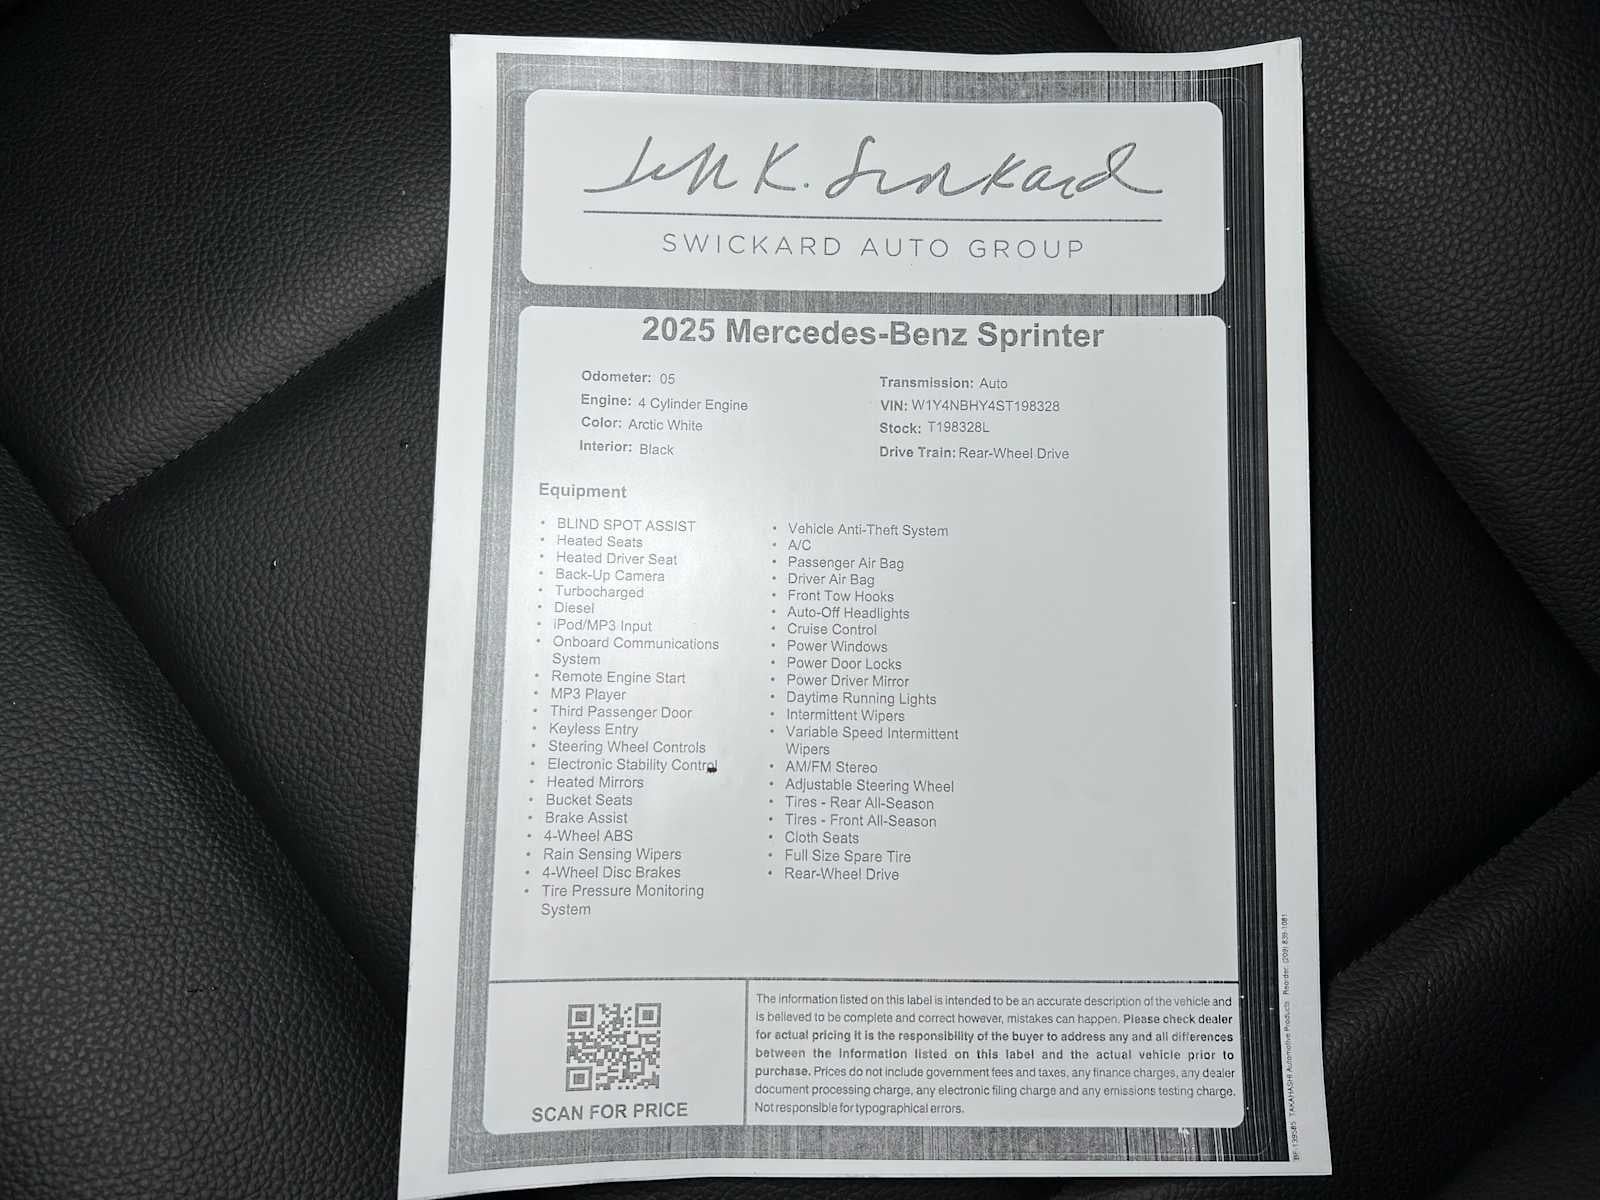 Jeff K. Swickard
SWICKARD AUTO GROUP
2025 Mercedes-Benz Sprinter
Odometer: 05
Engine: 4 Cylinder Engine
Color: Arctic White
Interior: Black
Transmission: Auto
VIN: W1Y4NBHY4ST198328
Stock: T198328L
Drive Train: Rear-Wheel Drive
Equipment
• BLIND SPOT ASSIST
• Heated Seats
• Heated Driver Seat
• Back-Up Camera
• Turbocharged
• Diesel
• iPod/MP3 Input
• Onboard Communications
System
• Remote Engine Start
• MP3 Player
• Third Passenger Door
• Keyless Entry
• Steering Wheel Controls
• Electronic Stability Control
• Heated Mirrors
• Bucket Seats
• Brake Assist
• 4-Wheel ABS
• Rain Sensing Wipers
• 4-Wheel Disc Brakes
• Tire Pressure Monitoring
System
• Vehicle Anti-Theft System
• A/C
• Passenger Air Bag
• Driver Air Bag
• Front Tow Hooks
• Auto-Off Headlights
• Cruise Control
• Power Windows
• Power Door Locks
• Power Driver Mirror
• Daytime Running Lights
• Intermittent Wipers
• Variable Speed Intermittent
Wipers
• AM/FM Stereo
• Adjustable Steering Wheel
• Tires - Rear All-Season
• Tires - Front All-Season
• Cloth Seats
• Full Size Spare Tire
• Rear-Wheel Drive
SCAN FOR PRICE
The information listed on this label is intended to be an accurate description of the vehicle and
is believed to be complete and correct however, mistakes can happen. Please check dealer
for actual pricing it is the responsibility of the buyer to address any and all differences
between the information listed on this label and the actual vehicle prior to
purchase. Prices do not include government fees and taxes, any finance charges, any dealer
document processing charge, any electronic filing charge and any emissions testing charge.
Not responsible for typographical errors.
BF-139585 TAKAHASHI Automotive Products Reorder: (209) 839-1081